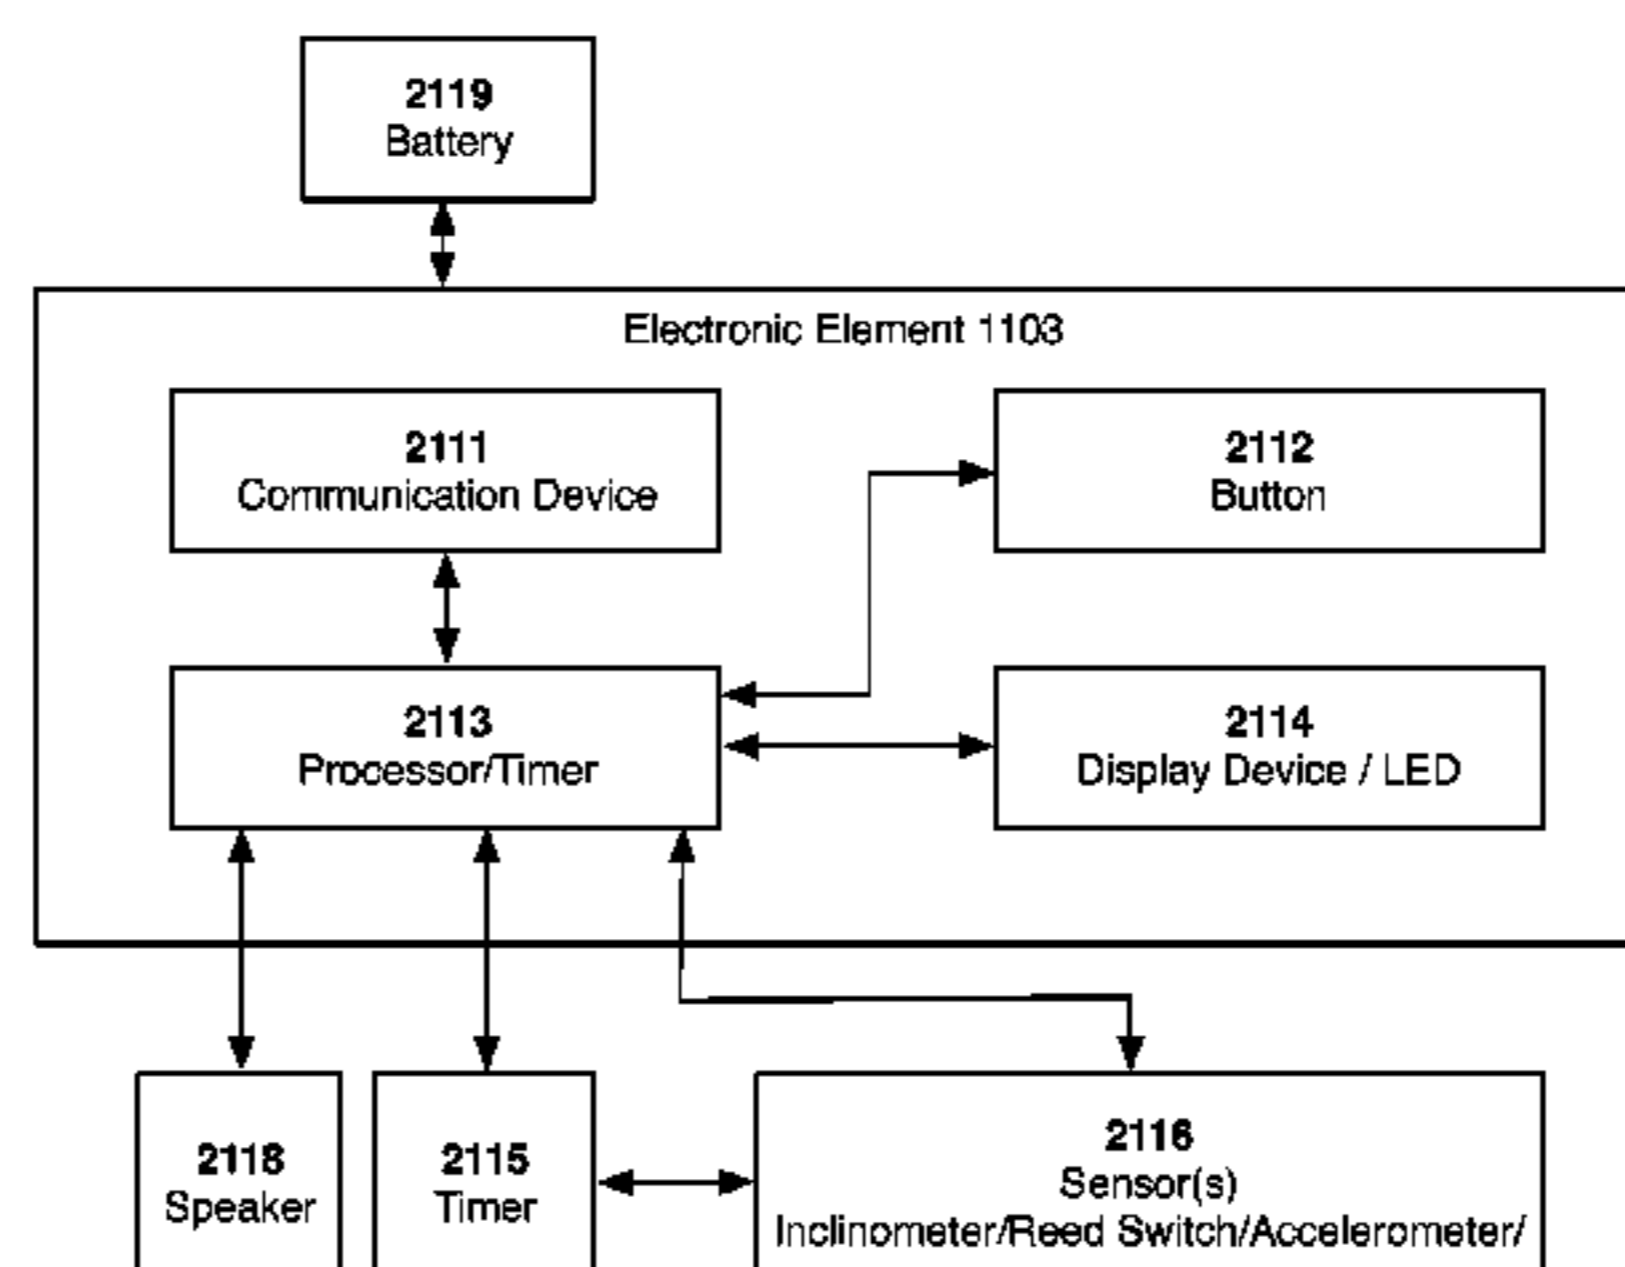 2119
Battery
Electronic Element 1103
2111
Communication Device
2112
Button
2113
Processor/Timer
2114
Display Device / LED
2118
Speaker
2115
Timer
2116
Sensor(s)
Inclinometer/Reed Switch/Accelerometer/